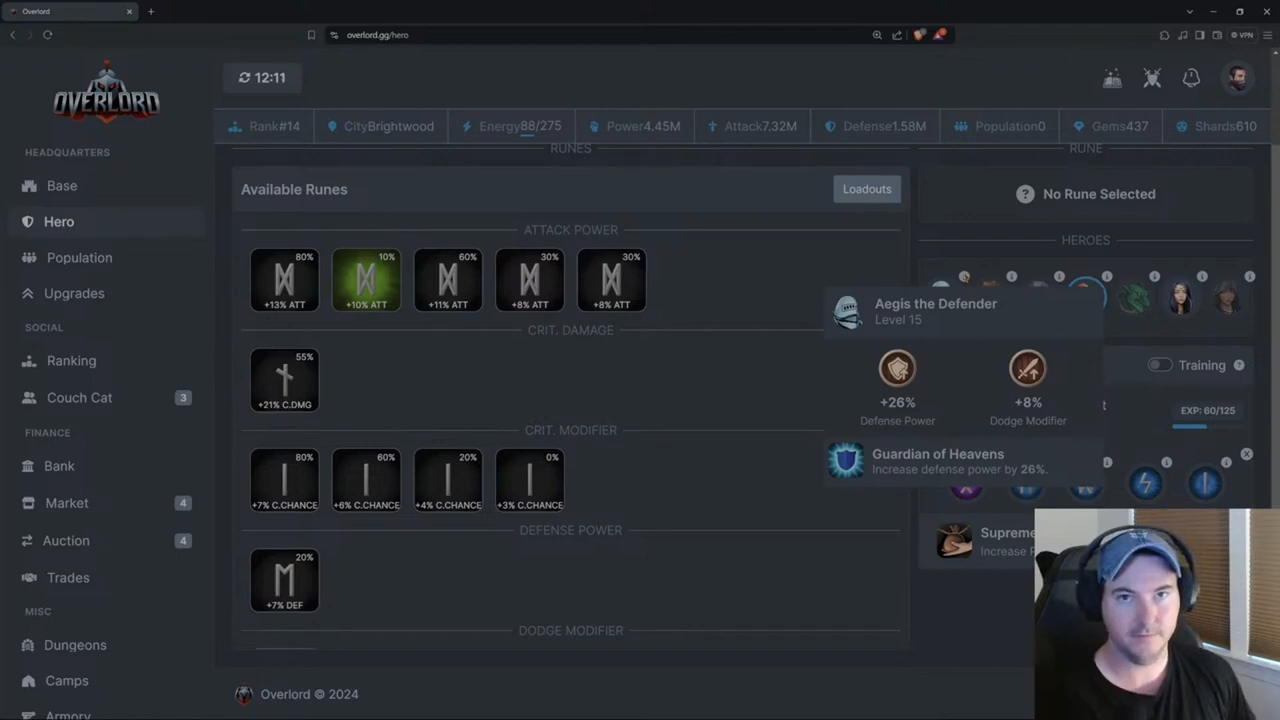 Overlord
overlord.gg/hero
VPN
OVERLORD
12:11
Rank#14
CityBrightwood
Energy88/275
Power4.45M
Attack7.32M
Defense1.58M
Population0
Gems437
Shards610
HEADQUARTERS
Base
Hero
Population
Upgrades
SOCIAL
Ranking
Couch Cat 3
FINANCE
Bank
Market 4
Auction 4
Trades
MISC
Dungeons
Camps
Armory
RUNES
Available Runes
Loadouts
ATTACK POWER
80%
+13% ATT
10%
+10% ATT
60%
+11% ATT
30%
+8% ATT
30%
+8% ATT
CRIT. DAMAGE
55%
+21% C.DMG
CRIT. MODIFIER
80%
+7% C.CHANCE
60%
+6% C.CHANCE
20%
+4% C.CHANCE
0%
+3% C.CHANCE
DEFENSE POWER
20%
+7% DEF
DODGE MODIFIER
RUNE
No Rune Selected
HEROES
Aegis the Defender
Level 15
+26%
Defense Power
+8%
Dodge Modifier
Guardian of Heavens
Increase defense power by 26%.
Training
EXP: 60/125
Supreme
Increase
Overlord © 2024